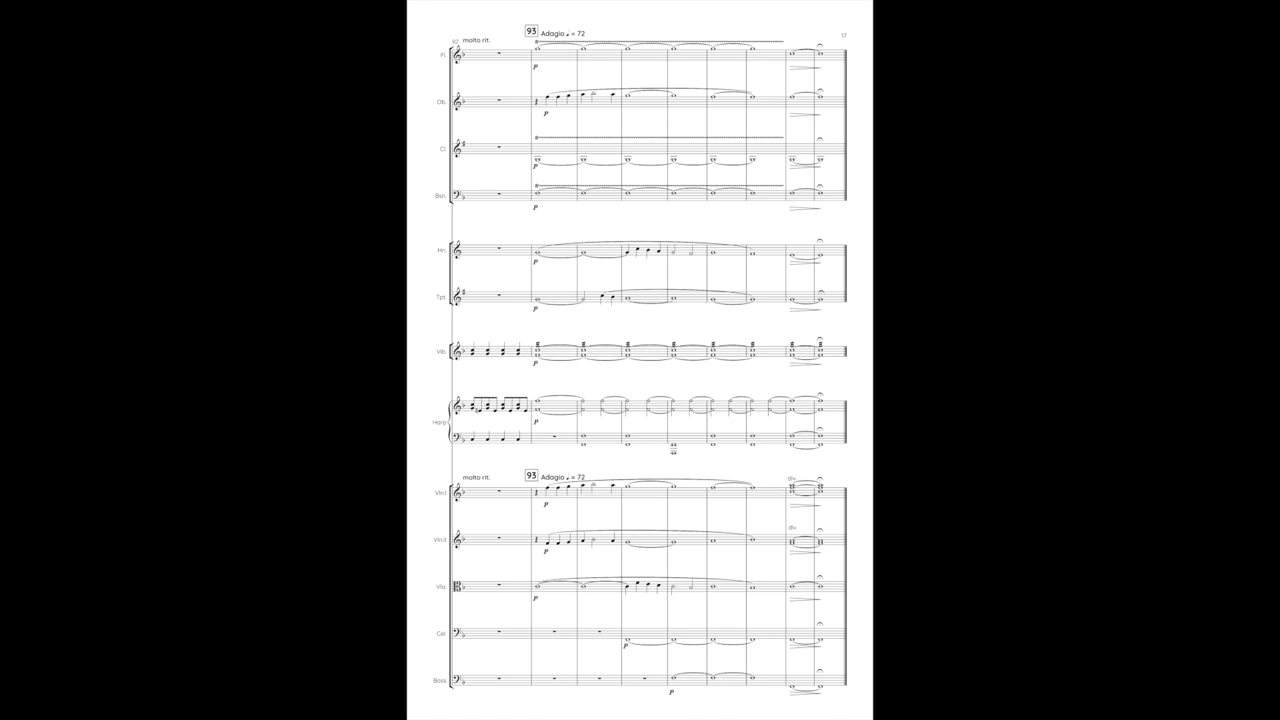 93 Adagio ♩ = 72
92 molto rit. 17
Fl.
p
Ob.
p
Cl.
p
Bsn.
p
Hn.
p
Tpt.
p
Vib.
p
Harp
p
93 Adagio ♩ = 72
molto rit.
div.
Vln.I
p
div.
Vln.II
p
Vla.
p
Cel.
p
Bass
p